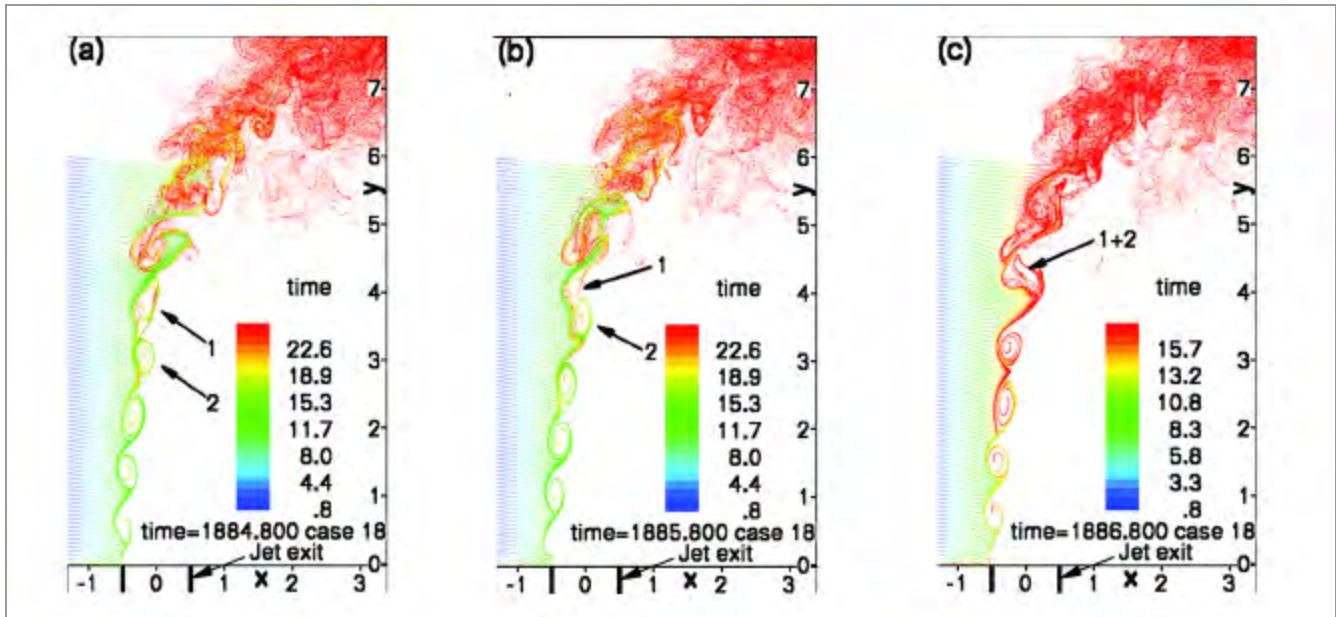 (a)
7
6
y
5
time
4
1
22.6
3
18.9
2
15.3
2
11.7
8.0
1
4.4
.8
time=1884.800 case 18
0
Jet exit
-1 0 1 x 2 3
(b)
7
6
y
5
1
time
4
2
22.6
3
18.9
15.3
2
11.7
8.0
1
4.4
.8
time=1885.800 case 18
0
Jet exit
-1 0 1 x 2 3
(c)
7
6
y
5
1+2
time
4
15.7
3
13.2
10.8
2
8.3
5.8
1
3.3
.8
time=1886.800 case 18
0
Jet exit
-1 0 1 x 2 3